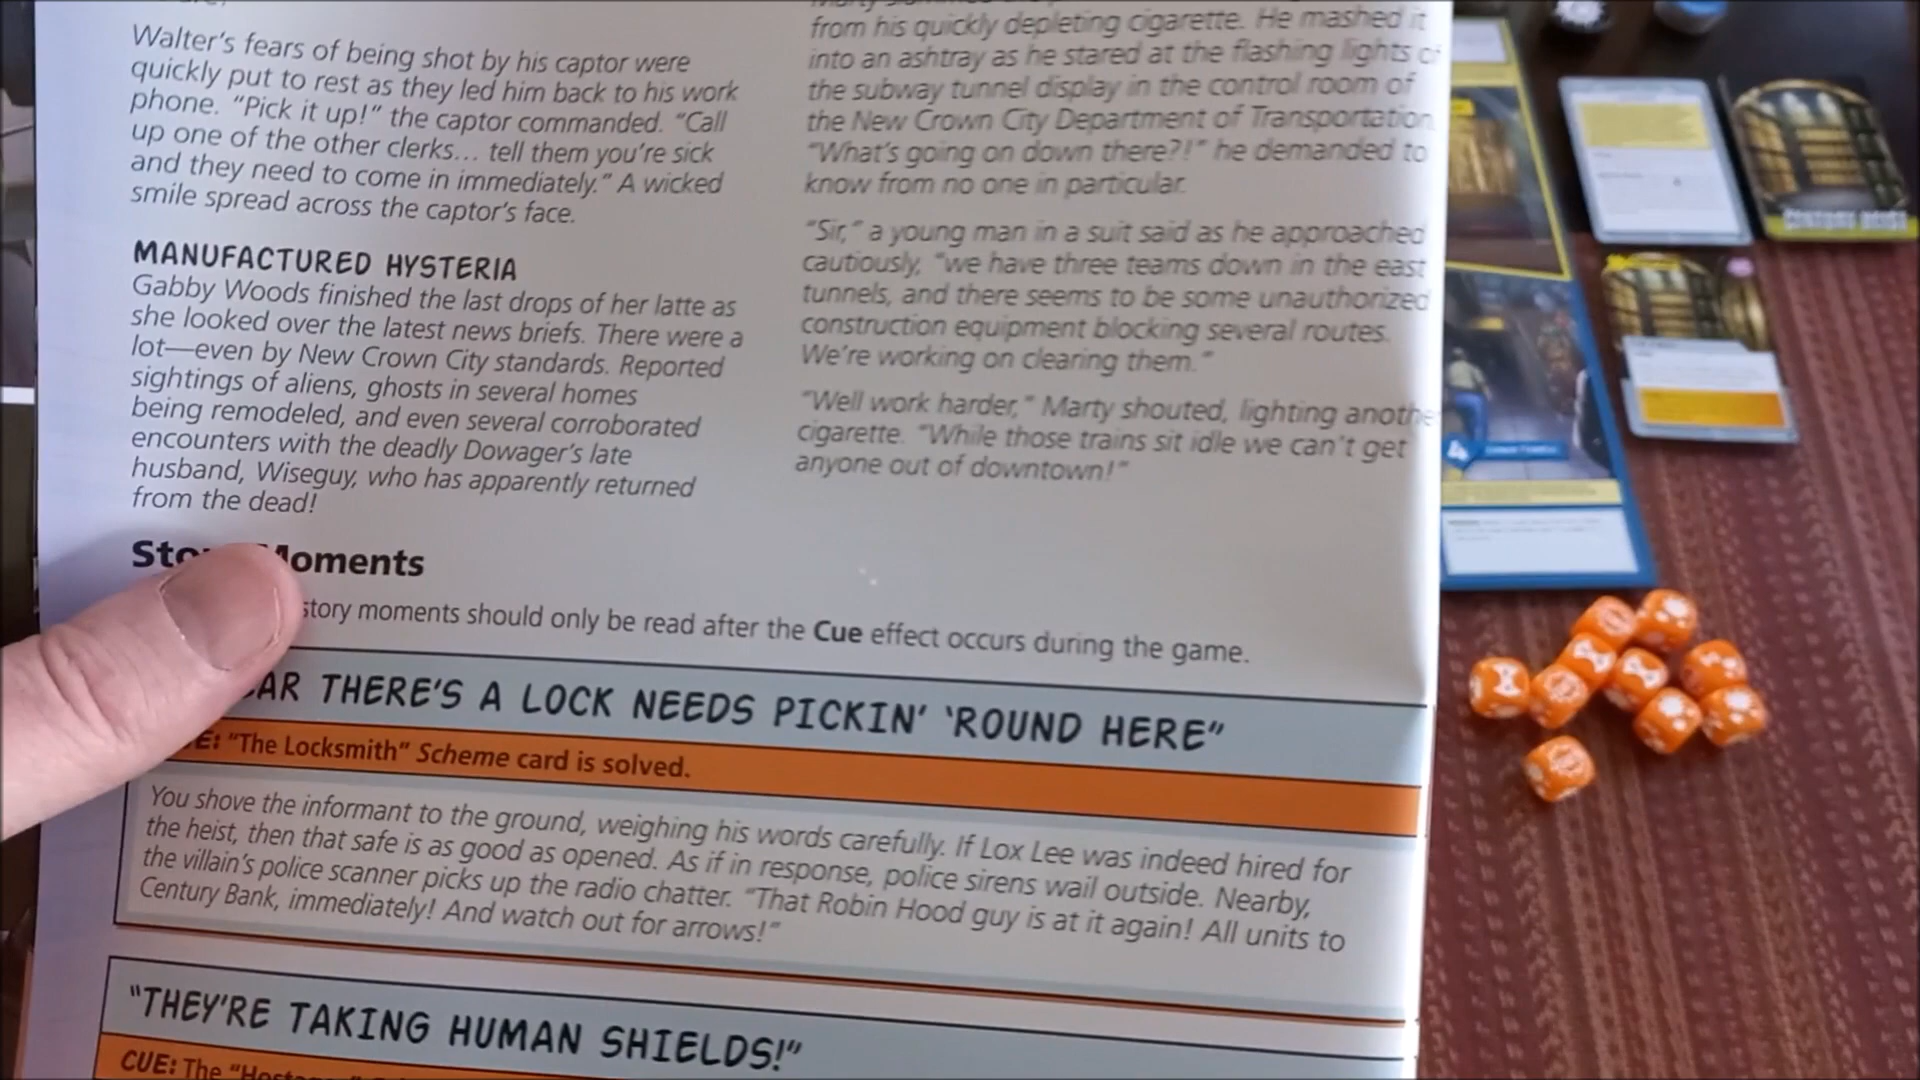 Walter's fears of being shot by his captor were
quickly put to rest as they led him back to his work
phone. "Pick it up!" the captor commanded. "Call
up one of the other clerks… tell them you're sick
and they need to come in immediately." A wicked
smile spread across the captor's face.
MANUFACTURED HYSTERIA
Gabby Woods finished the last drops of her latte as
she looked over the latest news briefs. There were a
lot—even by New Crown City standards. Reported
sightings of aliens, ghosts in several homes
being remodeled, and even several corroborated
encounters with the deadly Dowager's late
husband, Wiseguy, who has apparently returned
from the dead!
from his quickly depleting cigarette. He mashed it
into an ashtray as he stared at the flashing lights of
the subway tunnel display in the control room of
the New Crown City Department of Transportation.
"What's going on down there?!" he demanded to
know from no one in particular.
"Sir," a young man in a suit said as he approached
cautiously, "we have three teams down in the east
tunnels, and there seems to be some unauthorized
construction equipment blocking several routes.
We're working on clearing them."
"Well work harder," Marty shouted, lighting another
cigarette. "While those trains sit idle we can't get
anyone out of downtown!"
Moments
story moments should only be read after the Cue effect occurs during the game.
THERE'S A LOCK NEEDS PICKIN' 'ROUND HERE"
"The Locksmith" Scheme card is solved.
You shove the informant to the ground, weighing his words carefully. If Lox Lee was indeed hired for
the heist, then that safe is as good as opened. As if in response, police sirens wail outside. Nearby,
the villain's police scanner picks up the radio chatter. "That Robin Hood guy is at it again! All units to
Century Bank, immediately! And watch out for arrows!"
"THEY'RE TAKING HUMAN SHIELDS!"
CUE: The
CENTURY HEIST